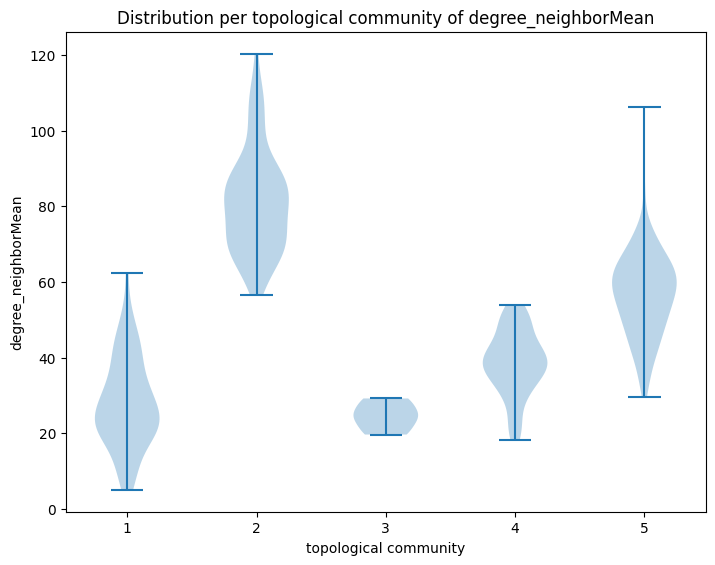 Distribution per topological community of degree_neighborMean
degree_neighborMean
120
100
80
60
40
20
0
1 2 3 4 5
topological community